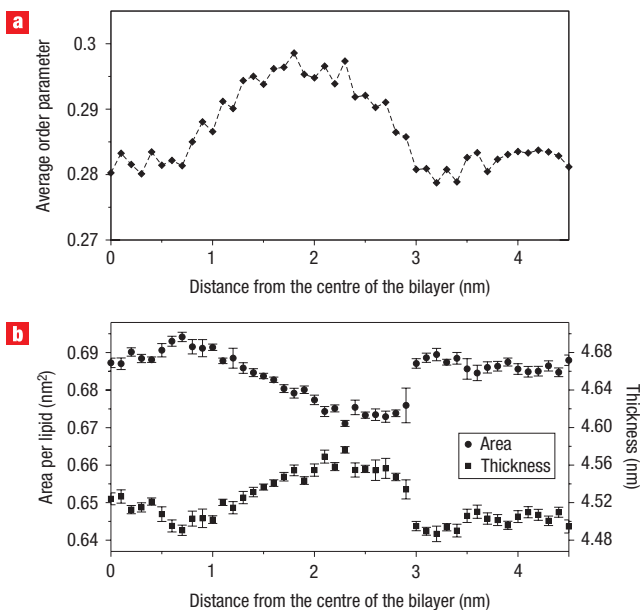 a
0.3
0.29
0.28
0.27
Average order parameter
0 1 2 3 4
Distance from the centre of the bilayer (nm)
b
0.69
0.68
0.67
0.66
0.65
0.64
Area per lipid (nm²)
4.68
4.64
4.60
4.56
4.52
4.48
Thickness (nm)
Area
Thickness
0 1 2 3 4
Distance from the centre of the bilayer (nm)